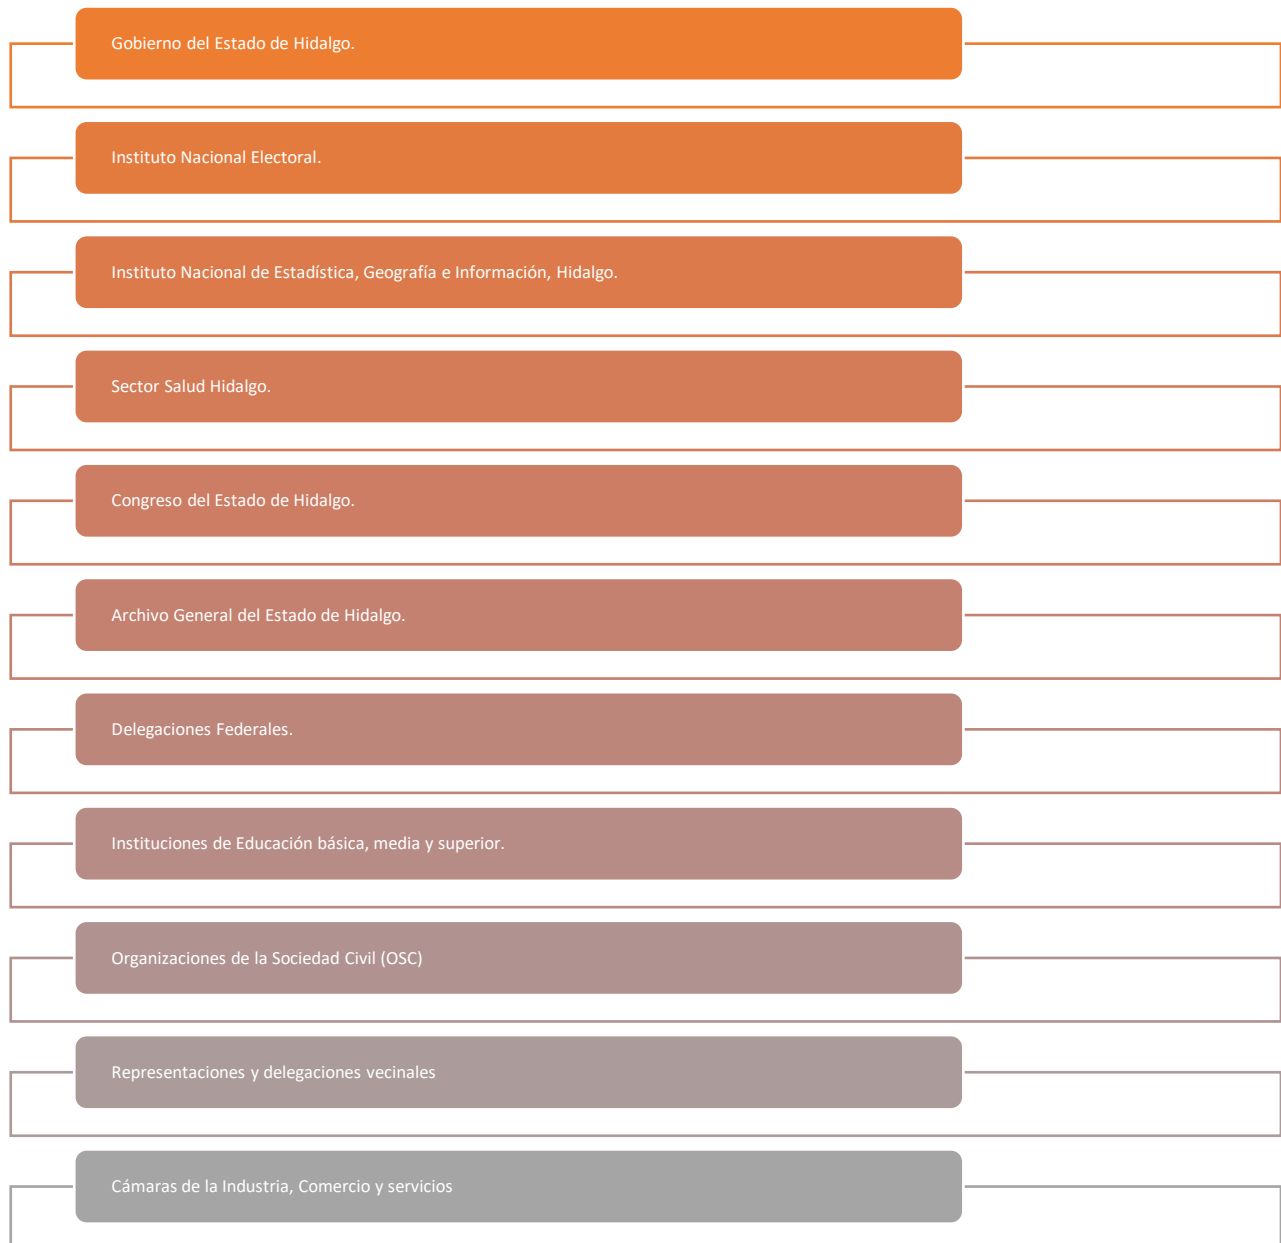 Gobierno del Estado de Hidalgo.
Instituto Nacional Electoral.
Instituto Nacional de Estadística, Geografía e Información, Hidalgo.
Sector Salud Hidalgo.
Congreso del Estado de Hidalgo.
Archivo General del Estado de Hidalgo.
Delegaciones Federales.
Instituciones de Educación básica, media y superior.
Organizaciones de la Sociedad Civil (OSC)
Representaciones y delegaciones vecinales
Cámaras de la Industria, Comercio y servicios